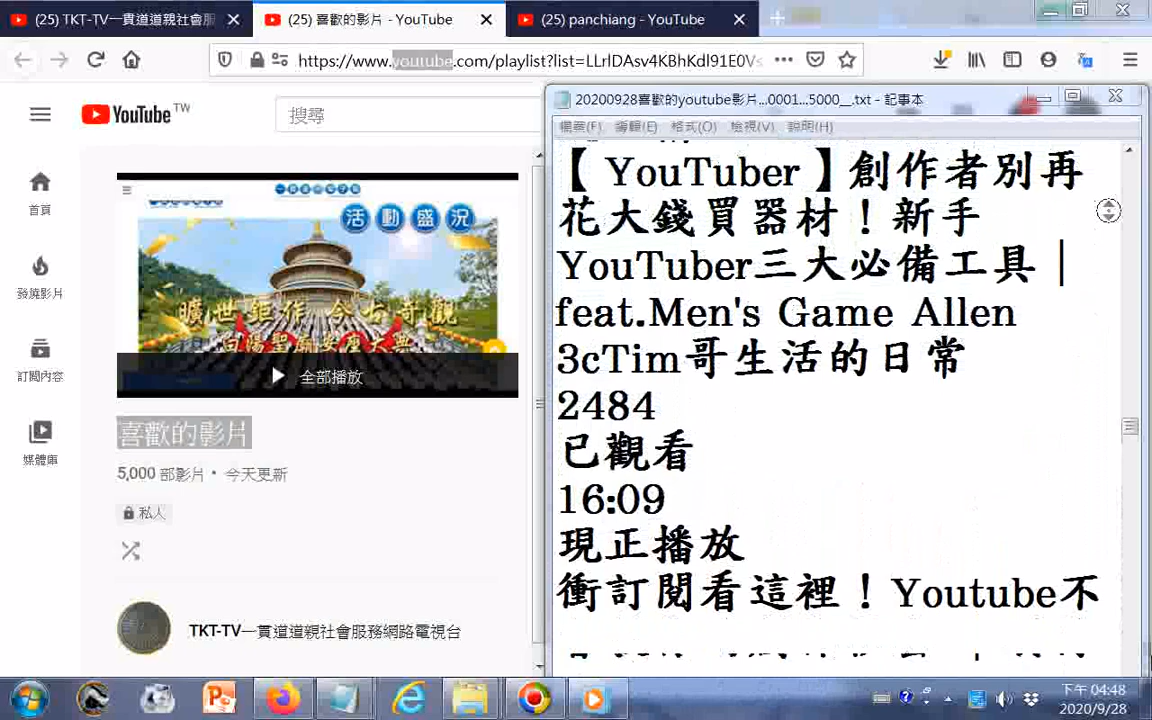 (25) TKT-TV一貫道道親社會服
(25) 喜歡的影片 - YouTube
(25) panchiang - YouTube
https://www.youtube.com/playlist?list=LLrlDAsv4KBhKdl91E0Vs
YouTube TW
搜尋
首頁
發燒影片
訂閱內容
媒體庫
活動盛況
曠世鉅作 今古奇觀
白陽聖廟安座大典
全部播放
喜歡的影片
5,000 部影片・今天更新
私人
TKT-TV一貫道道親社會服務網路電視台
20200928喜歡的youtube影片...0001...5000__.txt - 記事本
檔案(F) 編輯(E) 格式(O) 檢視(V) 說明(H)
【 YouTuber 】創作者別再
花大錢買器材！新手
YouTuber三大必備工具｜
feat.Men's Game Allen
3cTim哥生活的日常
2484
已觀看
16:09
現正播放
衝訂閱看這裡！Youtube不
下午 04:48
2020/9/28